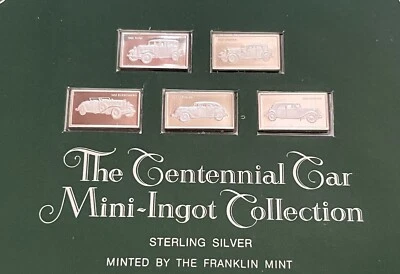 The Centennial Car
Mini-Ingot Collection
STERLING SILVER
MINTED BY THE FRANKLIN MINT